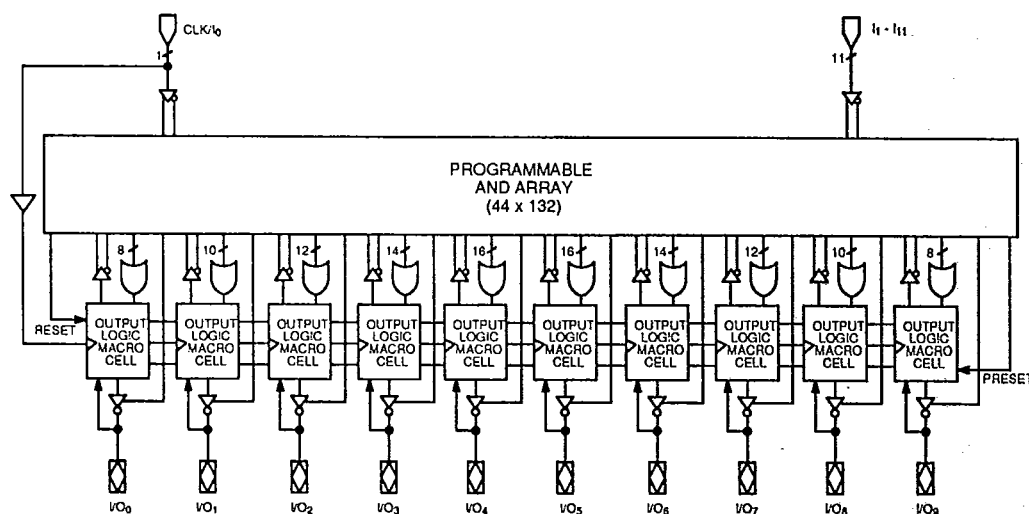 CLK/I0
I1 - I11
1
11
PROGRAMMABLE
AND ARRAY
(44 x 132)
8
10
12
14
16
16
14
12
10
8
RESET
OUTPUT
LOGIC
MACRO
CELL
OUTPUT
LOGIC
MACRO
CELL
OUTPUT
LOGIC
MACRO
CELL
OUTPUT
LOGIC
MACRO
CELL
OUTPUT
LOGIC
MACRO
CELL
OUTPUT
LOGIC
MACRO
CELL
OUTPUT
LOGIC
MACRO
CELL
OUTPUT
LOGIC
MACRO
CELL
OUTPUT
LOGIC
MACRO
CELL
OUTPUT
LOGIC
MACRO
CELL
PRESET
I/O0
I/O1
I/O2
I/O3
I/O4
I/O5
I/O6
I/O7
I/O8
I/O9